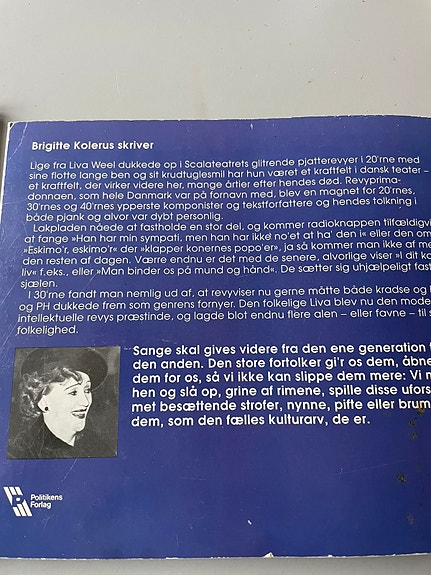 Brigitte Kolerus skriver
Lige fra Liva Weel dukkede op i Scalateatrets glitrende pjatterevyer i 20'rne med
sine flotte lange ben og sit krudtuglesmil har hun været et kraftfelt i dansk teater –
et kraftfelt, der virker videre her, mange årtier efter hendes død. Revyprima-
donnaen, som hele Danmark var på fornavn med, blev en magnet for 20'rnes,
30'rnes og 40'rnes ypperste komponister og tekstforfattere og hendes tolkning i
både pjank og alvor var dybt personlig.
Lakpladen nåede at fastholde en stor del, og kommer radioknappen tilfældigvi
at fange »Han har min sympati, men han har ikke no'et at ha' den i« eller den om
»Eskimo'r, eskimo'r« der »klapper konernes popo'er«, ja så kommer man ikke af me
den resten af dagen. Værre endnu er det med de senere, alvorlige viser »I dit ko
liv« f.eks., eller »Man binder os på mund og hånd«. De sætter sig uhjælpeligt fast
sjælen.
I 30'rne fandt man nemlig ud af, at revyviser nu gerne måtte både kradse og b
og PH dukkede frem som genrens fornyer. Den folkelige Liva blev nu den mode
intellektuelle revys præstinde, og lagde blot endnu flere alen – eller favne – til s
folkelighed.
Sange skal gives videre fra den ene generation t
den anden. Den store fortolker gi'r os dem, åbne
dem for os, så vi ikke kan slippe dem mere: Vi m
hen og slå op, grine af rimene, spille disse ufors
met besættende strofer, nynne, pifte eller brum
dem, som den fælles kulturarv, de er.
Politikens
Forlag